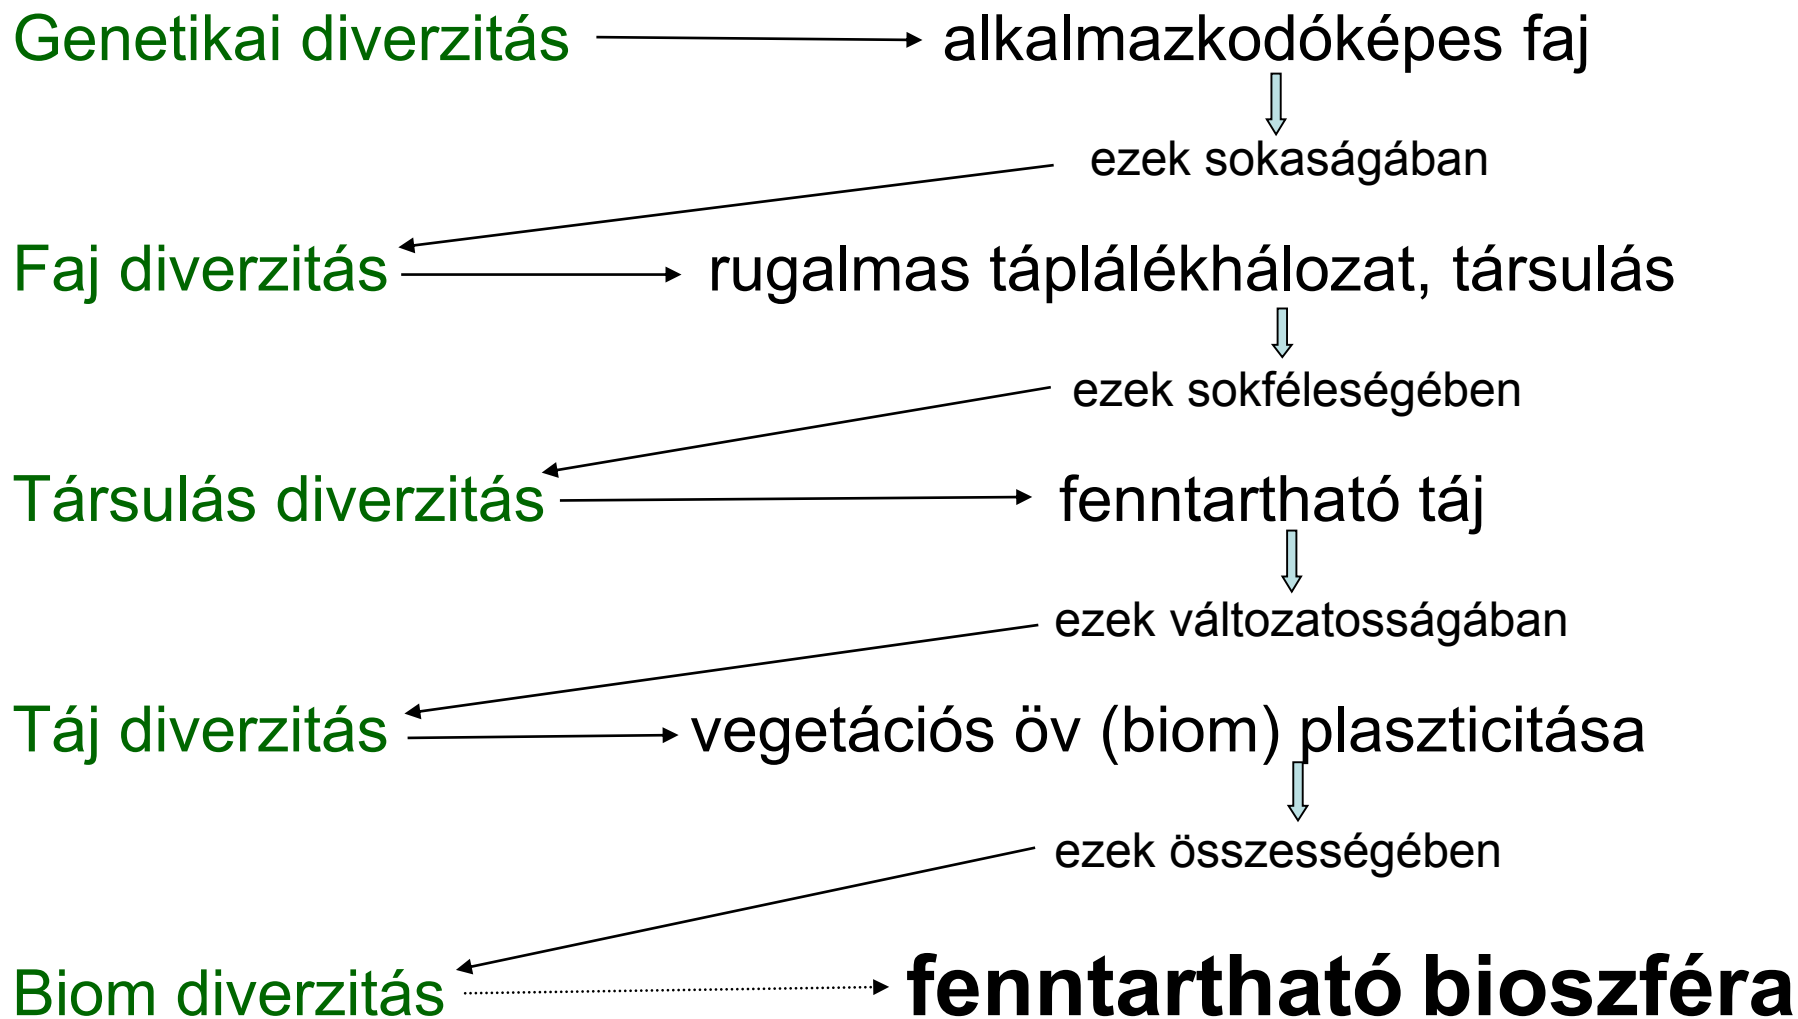 Genetikai diverzitás alkalmazkodóképes faj
ezek sokaságában
Faj diverzitás rugalmas táplálékhálozat, társulás
ezek sokféleségében
Társulás diverzitás fenntartható táj
ezek változatosságában
Táj diverzitás vegetációs öv (biom) plaszticitása
ezek összességében
Biom diverzitás fenntartható bioszféra